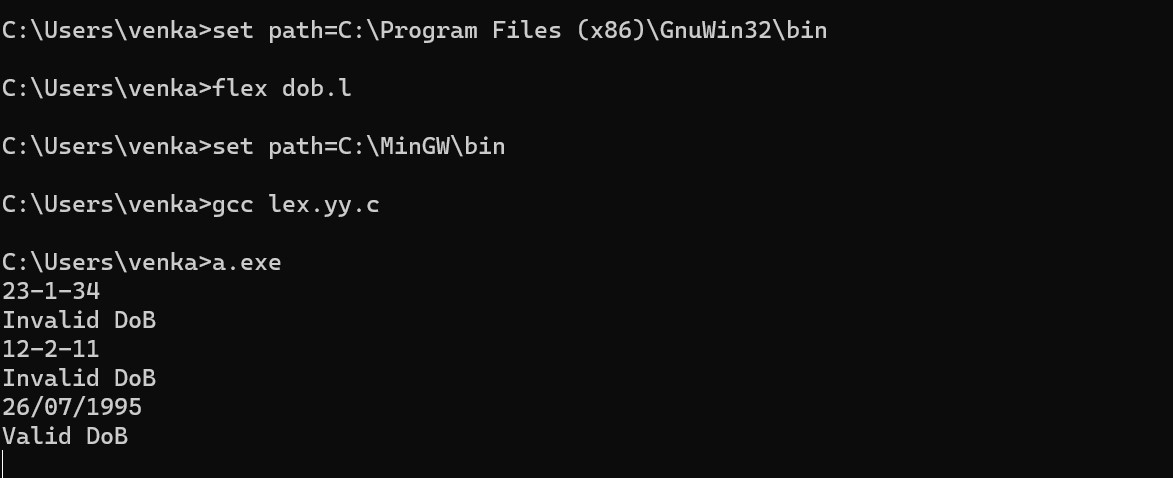 C:\Users\venka>set path=C:\Program Files (x86)\GnuWin32\bin
C:\Users\venka>flex dob.l
C:\Users\venka>set path=C:\MinGW\bin
C:\Users\venka>gcc lex.yy.c
C:\Users\venka>a.exe
23-1-34
Invalid DoB
12-2-11
Invalid DoB
26/07/1995
Valid DoB